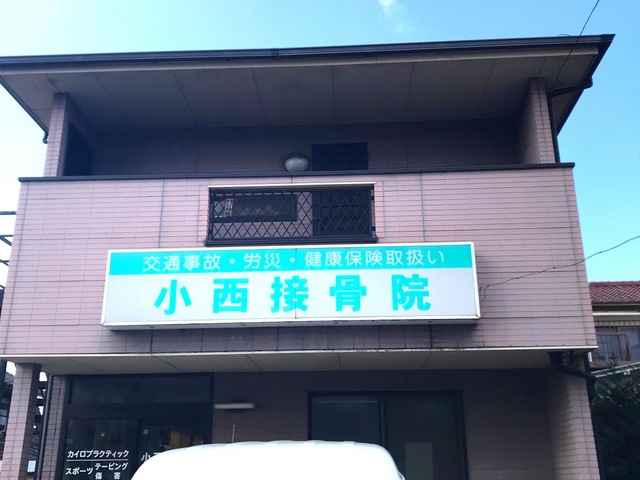 交通事故・労災・健康保険取扱い
小西接骨院
カイロプラクティック
スポーツ テーピング
傷害
小